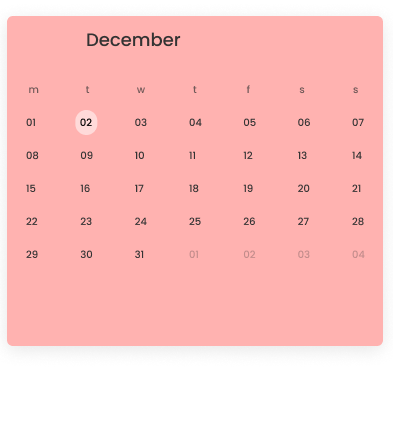 December
m t w t f s s
01 02 03 04 05 06 07
08 09 10 11 12 13 14
15 16 17 18 19 20 21
22 23 24 25 26 27 28
29 30 31 01 02 03 04